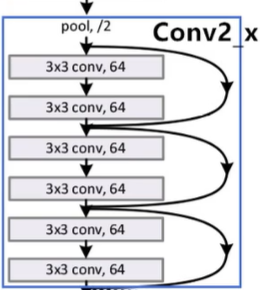 pool, /2
Conv2_x
3x3 conv, 64
3x3 conv, 64
3x3 conv, 64
3x3 conv, 64
3x3 conv, 64
3x3 conv, 64